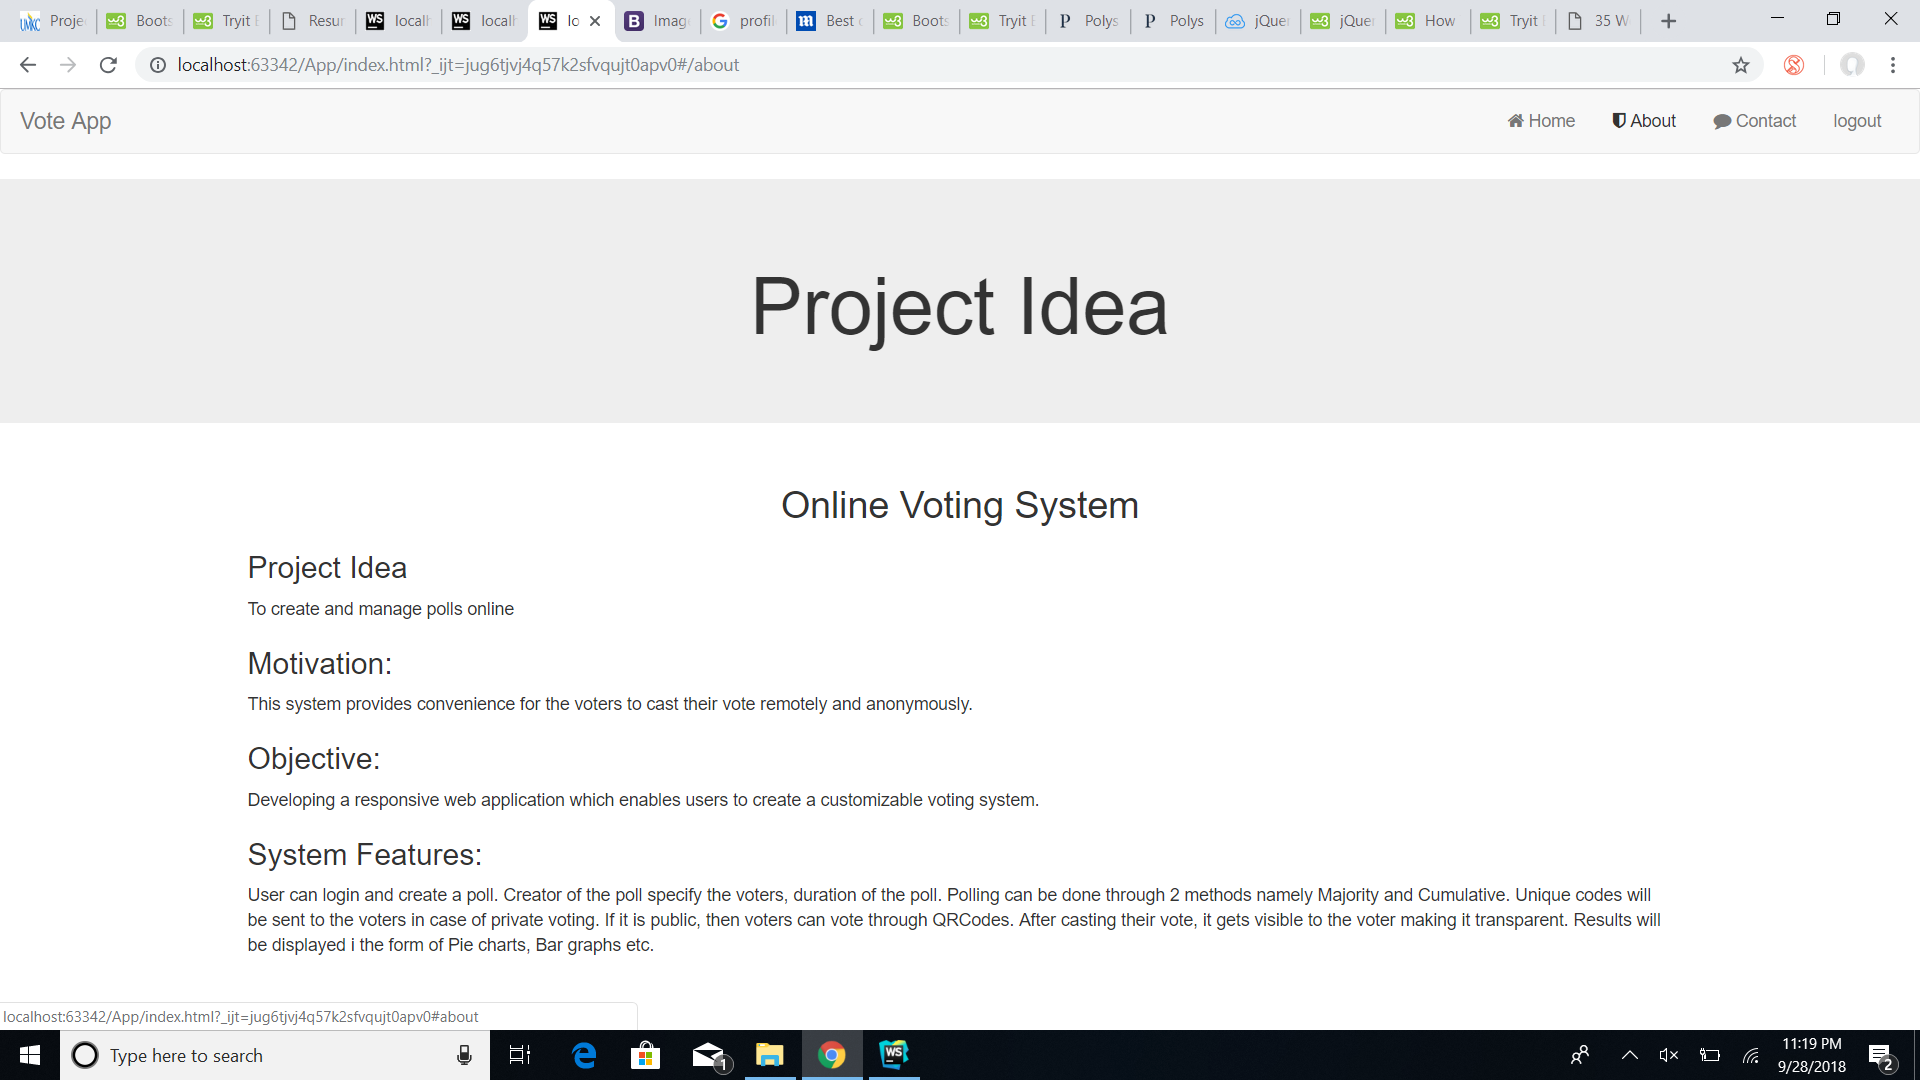 Proje
Boots
Tryit E
Resur
localh
localh
lo
Imag
profil
Best c
Boots
Tryit E
Polys
Polys
jQuer
jQuer
How
Tryit E
35 W
localhost:63342/App/index.html?_ijt=jug6tjvj4q57k2sfvqujt0apv0#/about
Vote App
Home
About
Contact
logout
Project Idea
Online Voting System
Project Idea
To create and manage polls online
Motivation:
This system provides convenience for the voters to cast their vote remotely and anonymously.
Objective:
Developing a responsive web application which enables users to create a customizable voting system.
System Features:
User can login and create a poll. Creator of the poll specify the voters, duration of the poll. Polling can be done through 2 methods namely Majority and Cumulative. Unique codes will
be sent to the voters in case of private voting. If it is public, then voters can vote through QRCodes. After casting their vote, it gets visible to the voter making it transparent. Results will
be displayed i the form of Pie charts, Bar graphs etc.
localhost:63342/App/index.html?_ijt=jug6tjvj4q57k2sfvqujt0apv0#about
Type here to search
1
WS
11:19 PM
9/28/2018
2